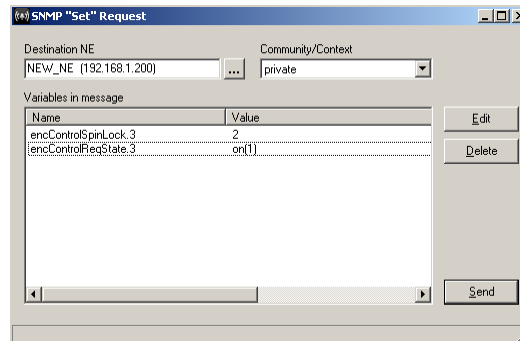 SNMP "Set" Request
Destination NE
Community/Context
NEW_NE (192.168.1.200)
...
private
Variables in message
Name
Value
encControlSpinLock.3
2
encControlReqState.3
on(1)
Edit
Delete
Send